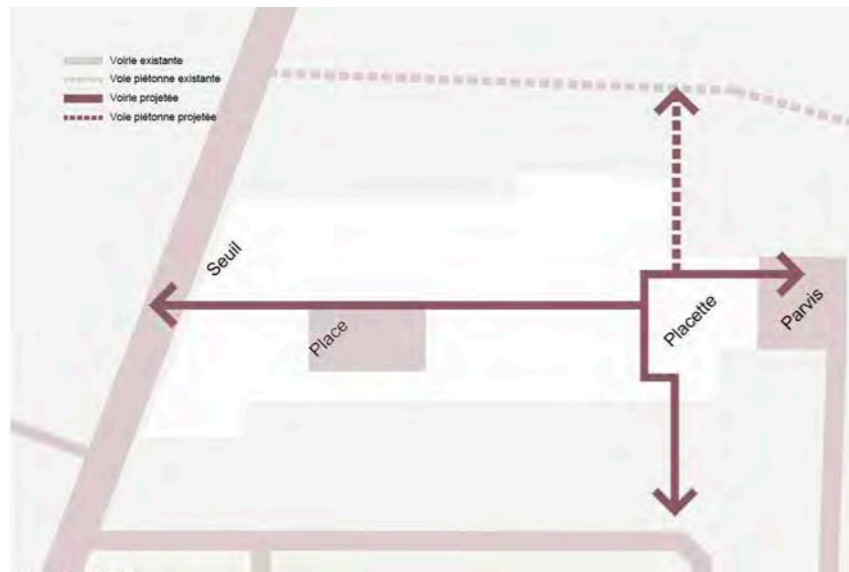 Voirie existante
Voie piétonne existante
Voirie projetée
Voie piétonne projetée
Seuil
Place
Placette
Parvis